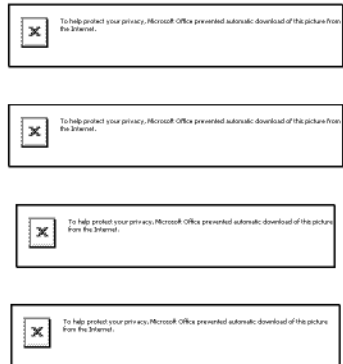 To help protect your privacy, Microsoft Office prevented automatic download of this picture from
the Internet.
To help protect your privacy, Microsoft Office prevented automatic download of this picture from
the Internet.
To help protect your privacy, Microsoft Office prevented automatic download of this picture
from the Internet.
To help protect your privacy, Microsoft Office prevented automatic download of this picture
from the Internet.